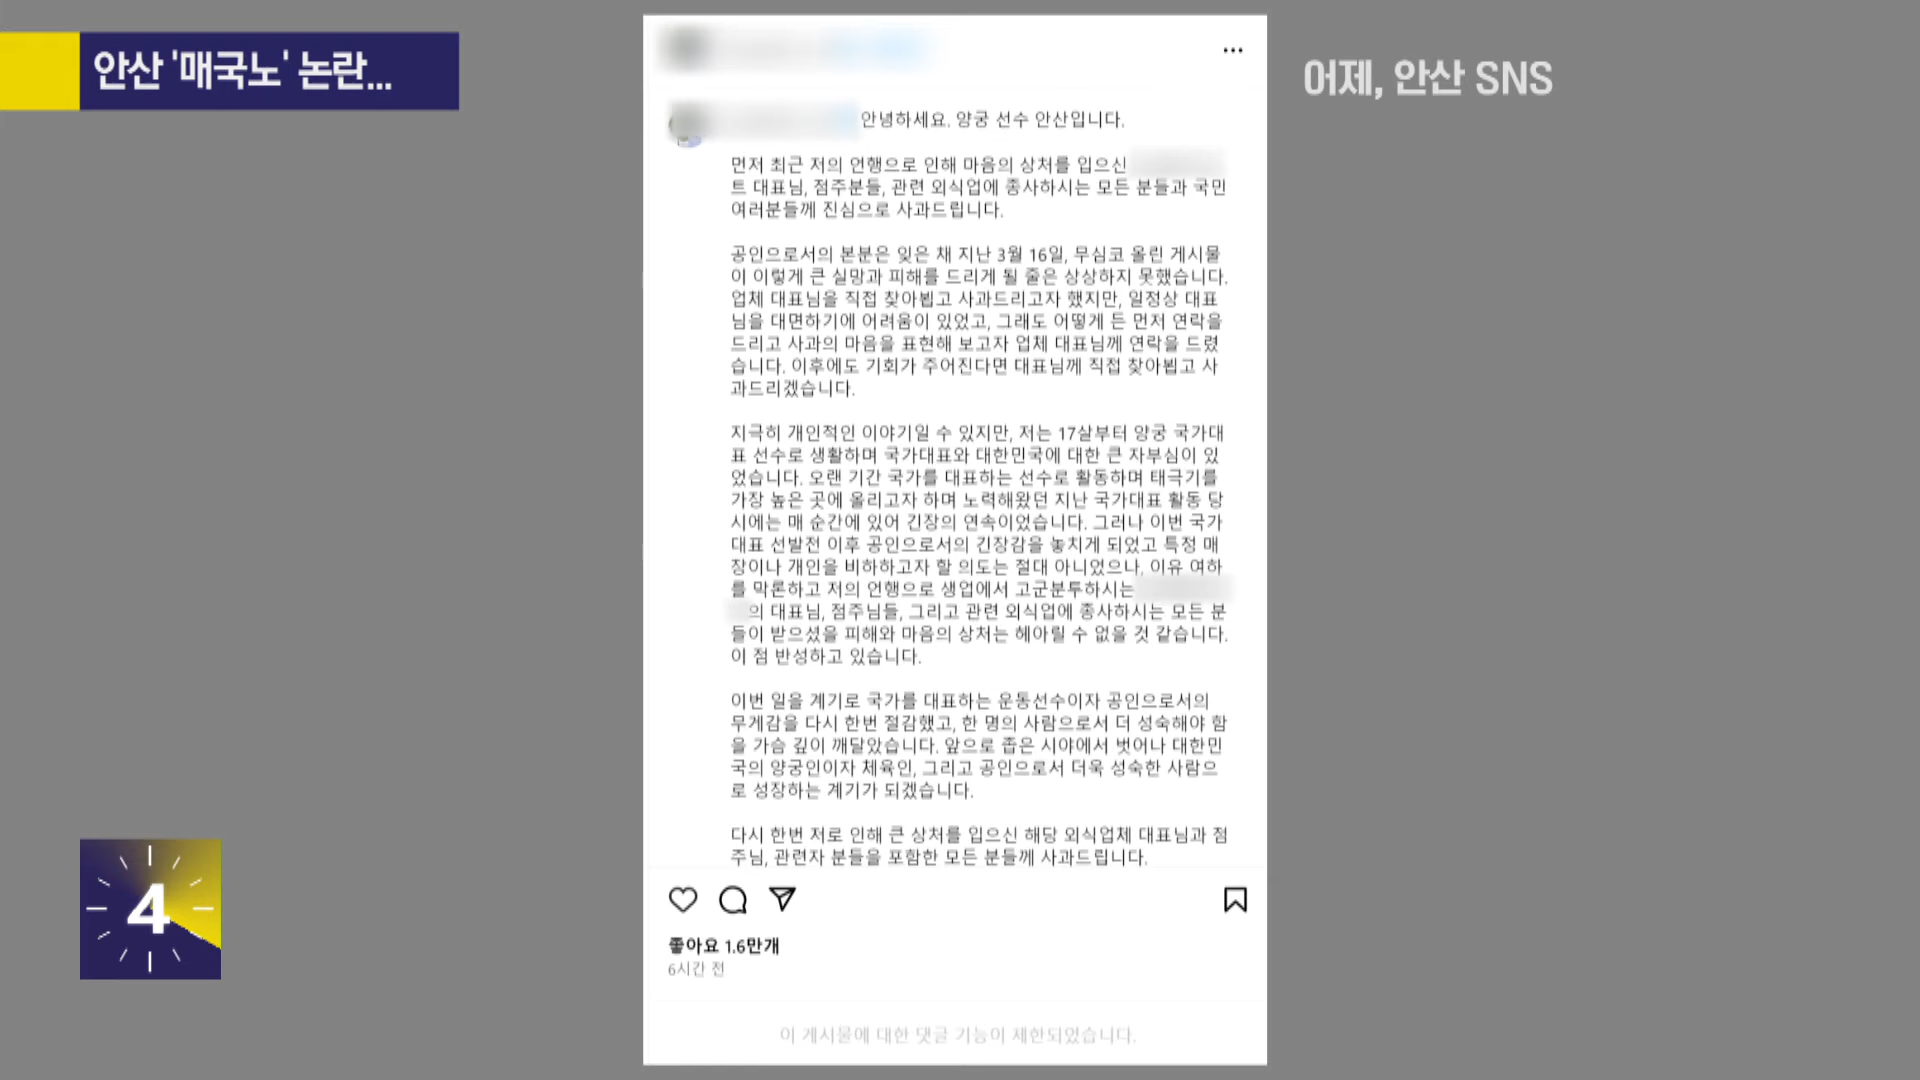 안산 '매국노' 논란...
어제, 안산 SNS
안녕하세요. 양궁 선수 안산입니다.
먼저 최근 저의 언행으로 인해 마음의 상처를 입으신
트 대표님, 점주분들, 관련 외식업에 종사하시는 모든 분들과 국민
여러분들께 진심으로 사과드립니다.
공인으로서의 본분은 잊은 채 지난 3월 16일, 무심코 올린 게시물
이 이렇게 큰 실망과 피해를 드리게 될 줄은 상상하지 못했습니다.
업체 대표님을 직접 찾아뵙고 사과드리고자 했지만, 일정상 대표
님을 대면하기에 어려움이 있었고, 그래도 어떻게 든 먼저 연락을
드리고 사과의 마음을 표현해 보고자 업체 대표님께 연락을 드렸
습니다. 이후에도 기회가 주어진다면 대표님께 직접 찾아뵙고 사
과드리겠습니다.
지극히 개인적인 이야기일 수 있지만, 저는 17살부터 양궁 국가대
표 선수로 생활하며 국가대표와 대한민국에 대한 큰 자부심이 있
었습니다. 오랜 기간 국가를 대표하는 선수로 활동하며 태극기를
가장 높은 곳에 올리고자 하며 노력해왔던 지난 국가대표 활동 당
시에는 매 순간에 있어 긴장의 연속이었습니다. 그러나 이번 국가
대표 선발전 이후 공인으로서의 긴장감을 놓치게 되었고 특정 매
장이나 개인을 비하하고자 할 의도는 절대 아니었으나, 이유 여하
를 막론하고 저의 언행으로 생업에서 고군분투하시는
의 대표님, 점주님들, 그리고 관련 외식업에 종사하시는 모든 분
들이 받으셨을 피해와 마음의 상처는 헤아릴 수 없을 것 같습니다.
이 점 반성하고 있습니다.
이번 일을 계기로 국가를 대표하는 운동선수이자 공인으로서의
무게감을 다시 한번 절감했고, 한 명의 사람으로서 더 성숙해야 함
을 가슴 깊이 깨달았습니다. 앞으로 좁은 시야에서 벗어나 대한민
국의 양궁인이자 체육인, 그리고 공인으로서 더욱 성숙한 사람으
로 성장하는 계기가 되겠습니다.
다시 한번 저로 인해 큰 상처를 입으신 해당 외식업체 대표님과 점
주님, 관련자 분들을 포함한 모든 분들께 사과드립니다.
좋아요 1.6만개
6시간 전
이 게시물에 대한 댓글 기능이 제한되었습니다.
4